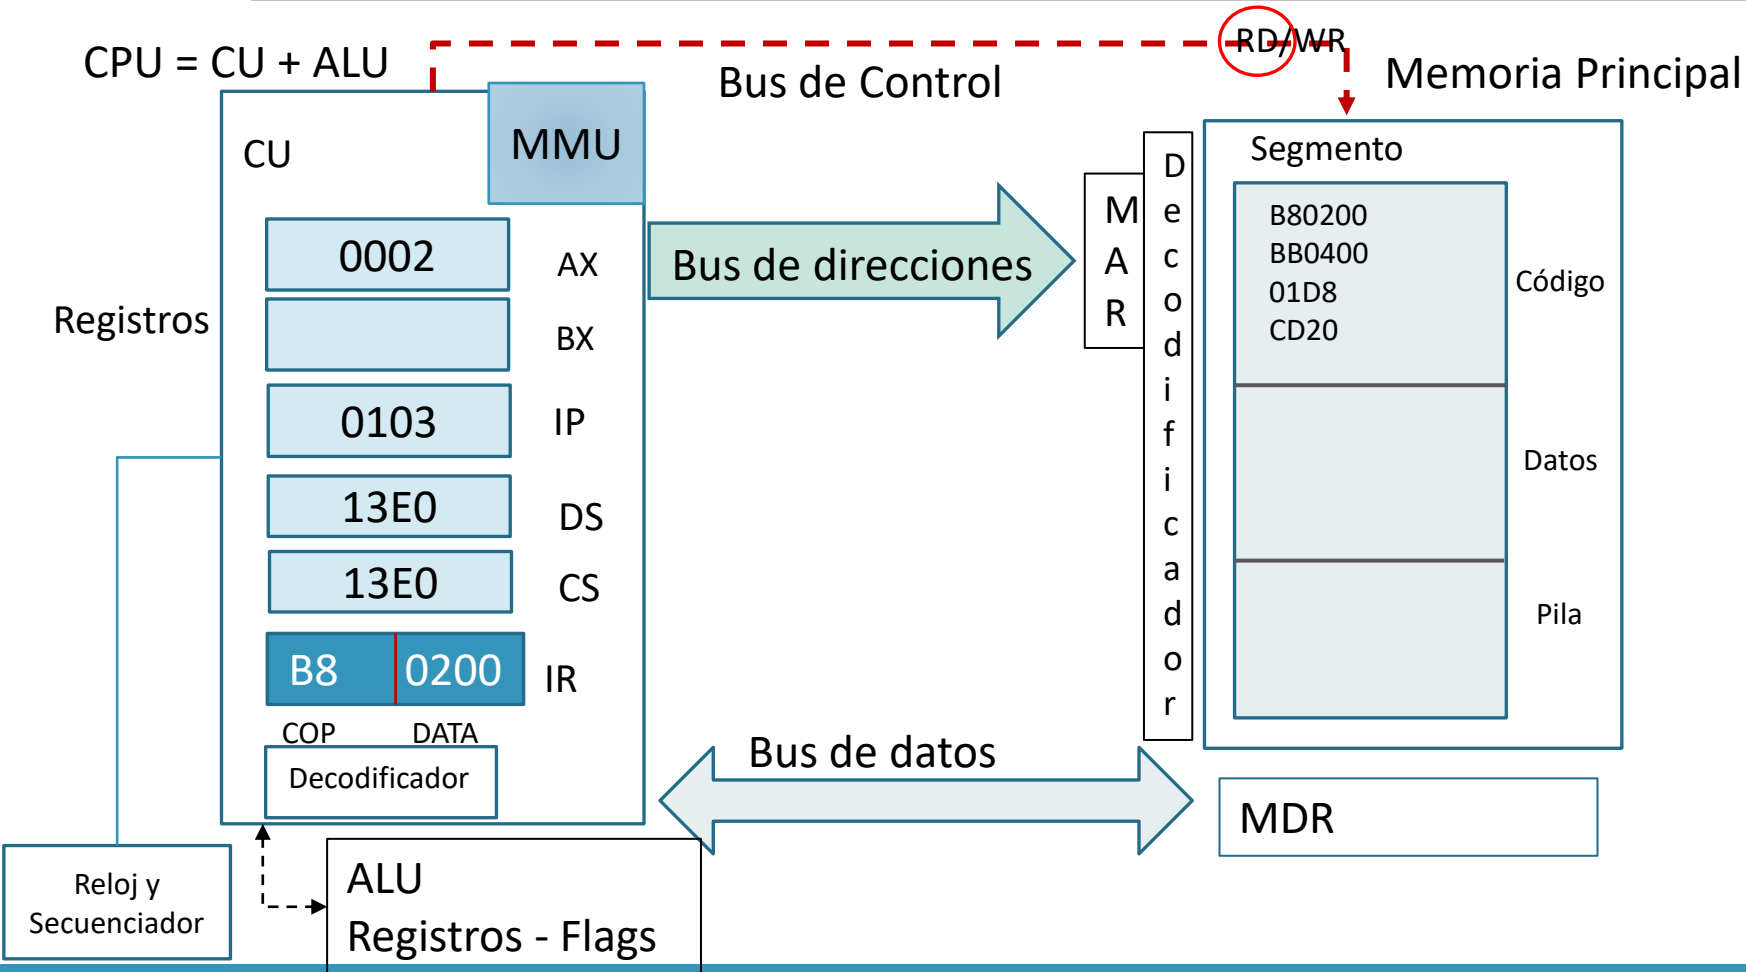 CPU = CU + ALU
Bus de Control
RD/WR
Memoria Principal
CU
MMU
Registros
0002
AX
BX
0103
IP
13E0
DS
13E0
CS
B8
0200
IR
COP
DATA
Decodificador
Reloj y
Secuenciador
ALU
Registros - Flags
Bus de direcciones
Bus de datos
M
A
R
D
e
c
o
d
i
f
i
c
a
d
o
r
Segmento
B80200
BB0400
01D8
CD20
Código
Datos
Pila
MDR